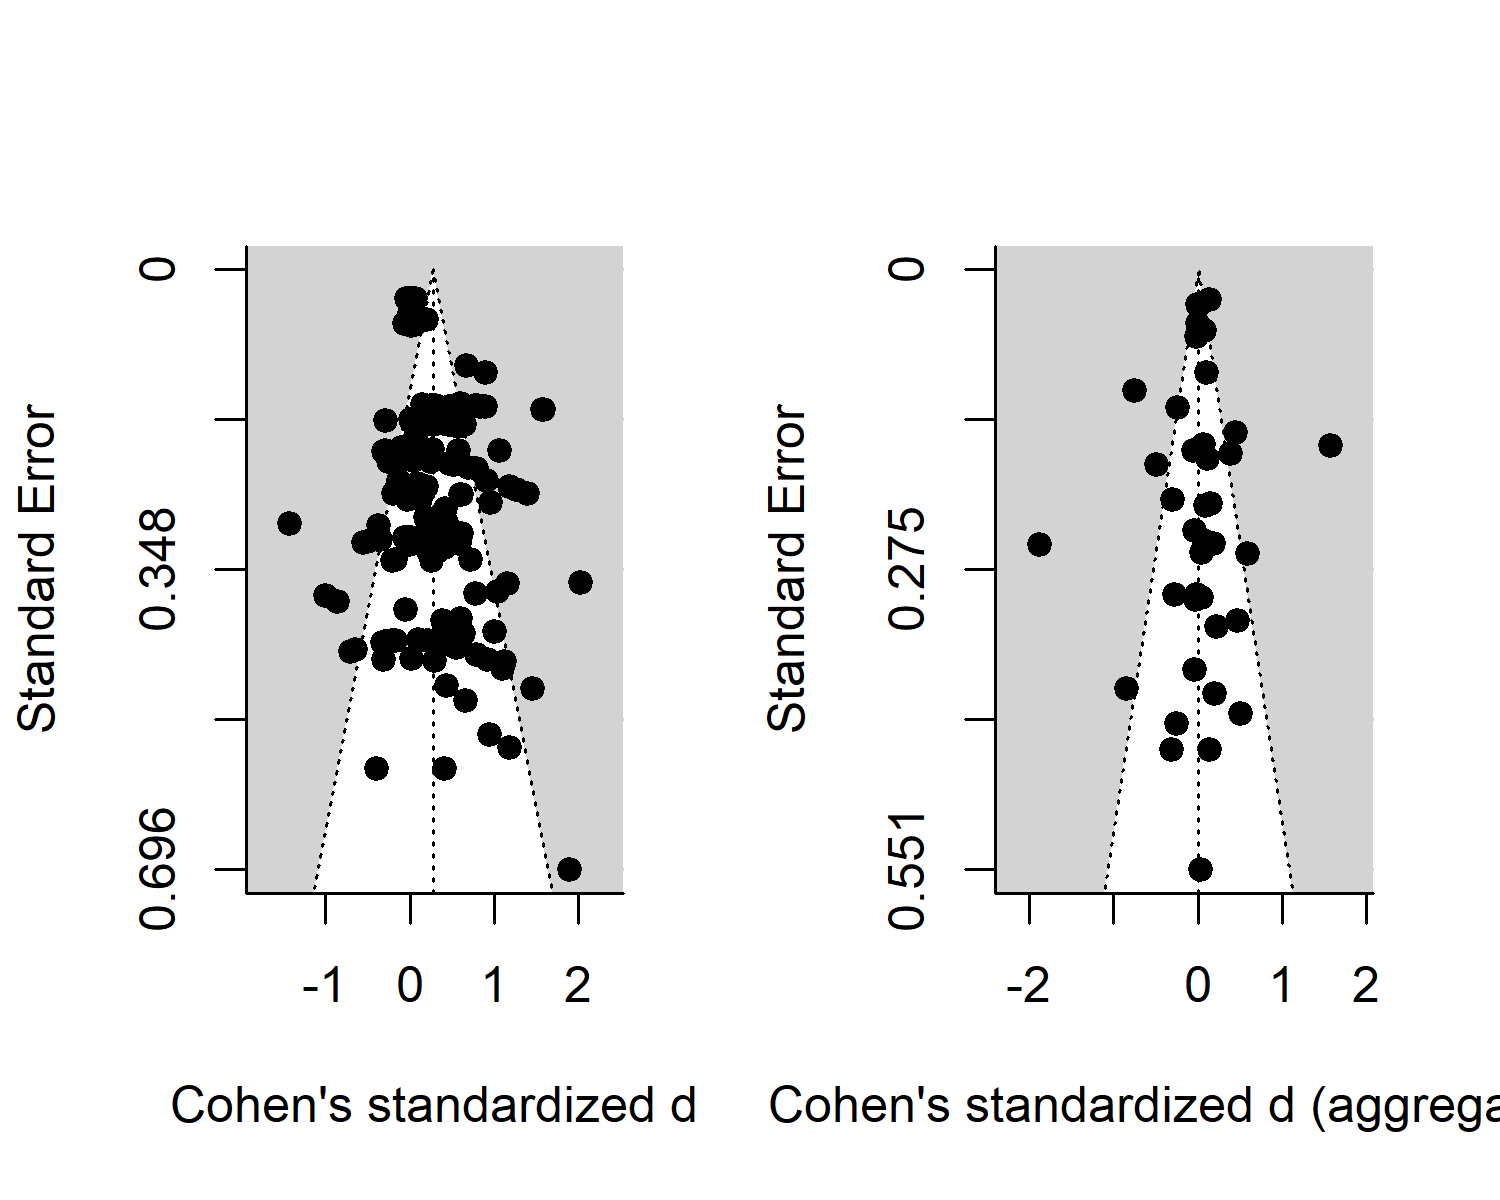 Standard Error
0
0.348
0.696
-1 0 1 2
Cohen's standardized d
Standard Error
0
0.275
0.551
-2 0 1 2
Cohen's standardized d (aggrega